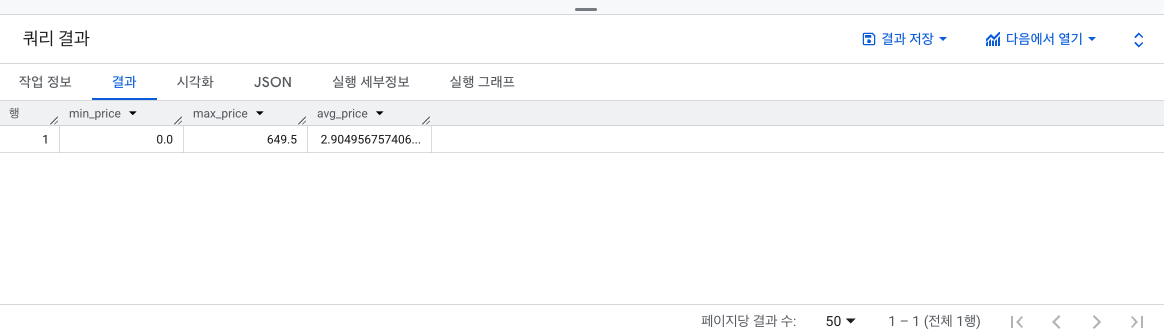 쿼리 결과
결과 저장
다음에서 열기
작업 정보 결과 시각화 JSON 실행 세부정보 실행 그래프
행 min_price max_price avg_price
1 0.0 649.5 2.904956757406...
페이지당 결과 수: 50 1 – 1 (전체 1행)